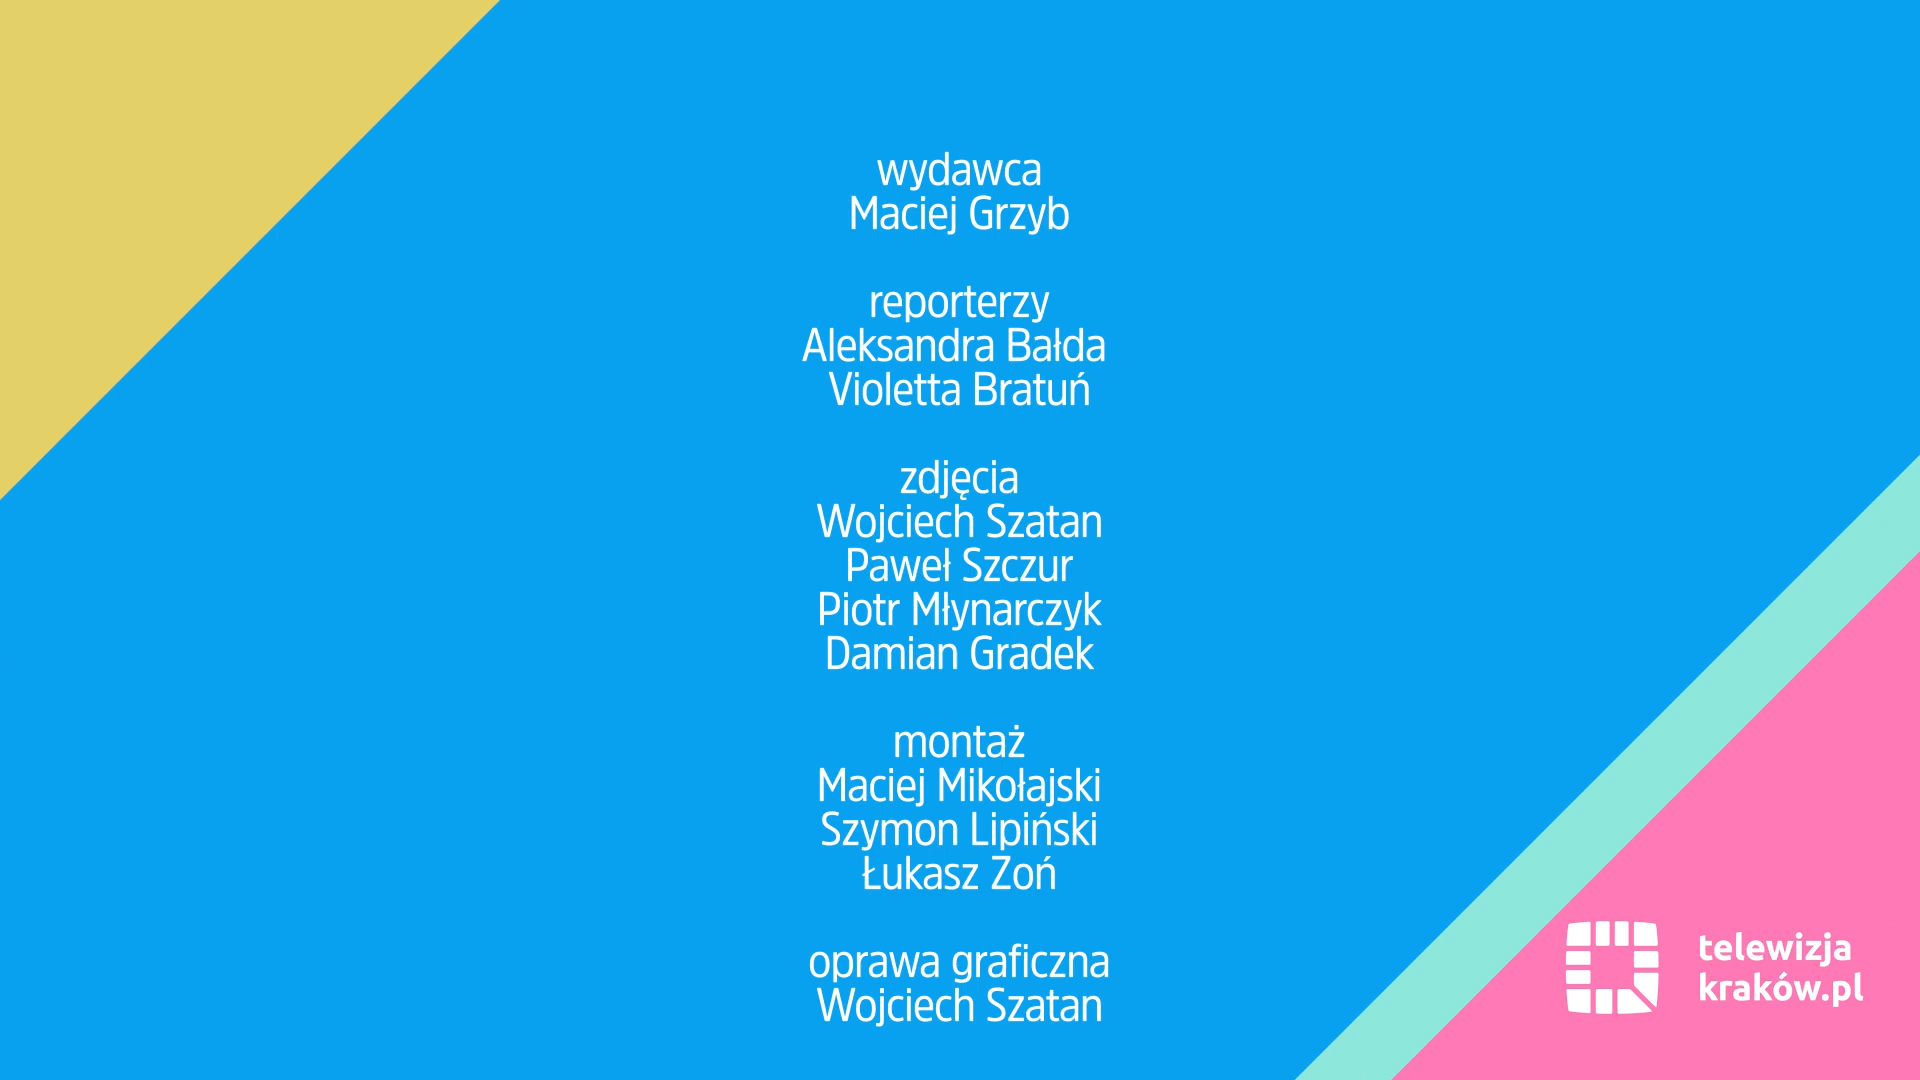 wydawca
Maciej Grzyb
reporterzy
Aleksandra Bałda
Violetta Bratuń
zdjęcia
Wojciech Szatan
Paweł Szczur
Piotr Młynarczyk
Damian Gradek
montaż
Maciej Mikołajski
Szymon Lipiński
Łukasz Zoń
oprawa graficzna
Wojciech Szatan
telewizja
kraków.pl